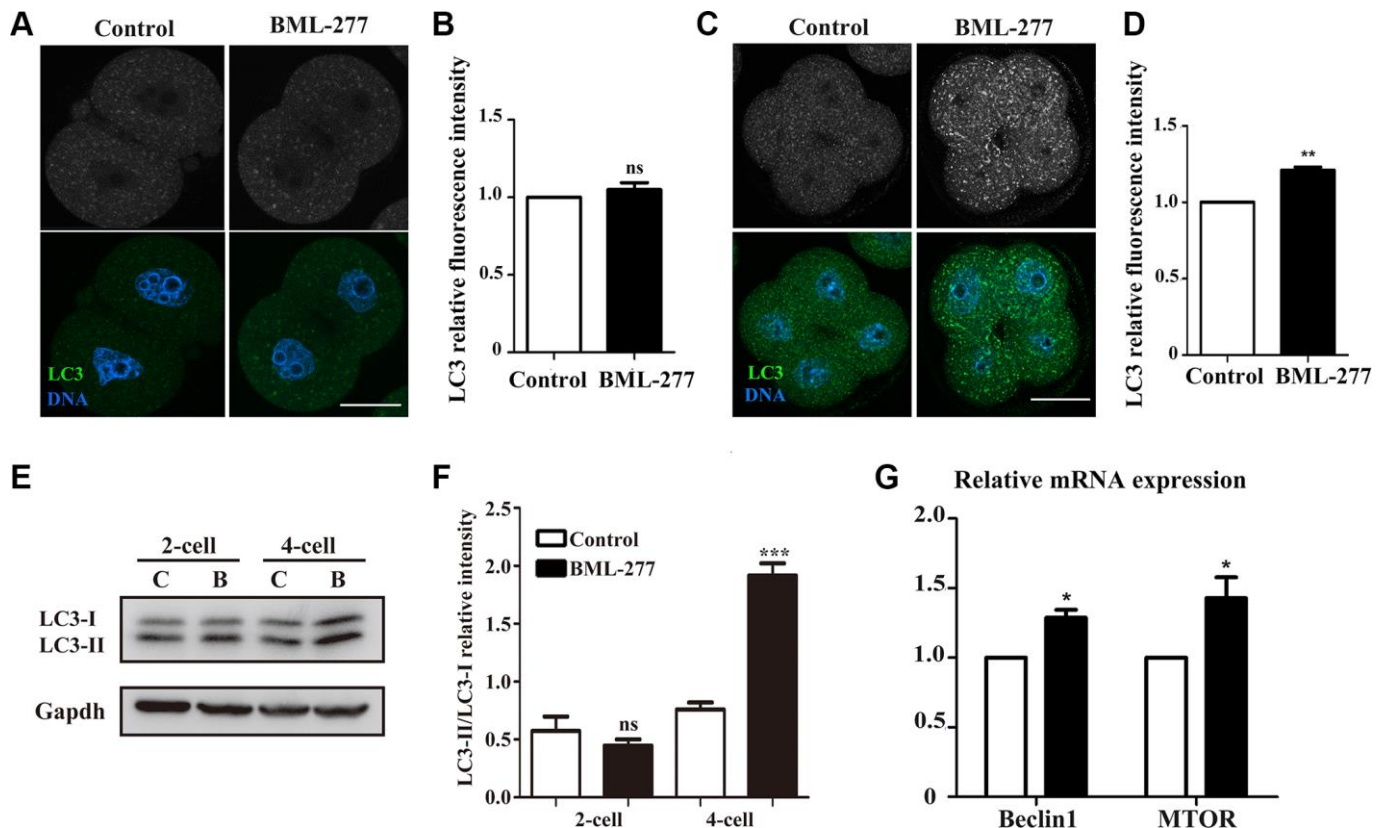 A
Control
BML-277
LC3
DNA
B
LC3 relative fluorescence intensity
1.5
1.0
0.5
0
ns
Control
BML-277
C
Control
BML-277
LC3
DNA
D
LC3 relative fluorescence intensity
1.5
1.0
0.5
0
**
Control
BML-277
E
2-cell
4-cell
C
B
C
B
LC3-I
LC3-II
Gapdh
F
LC3-II/LC3-I relative intensity
2.5
2.0
1.5
1.0
0.5
0.0
Control
BML-277
ns
***
2-cell
4-cell
G
Relative mRNA expression
2.0
1.5
1.0
0.5
0
*
*
Beclin1
MTOR